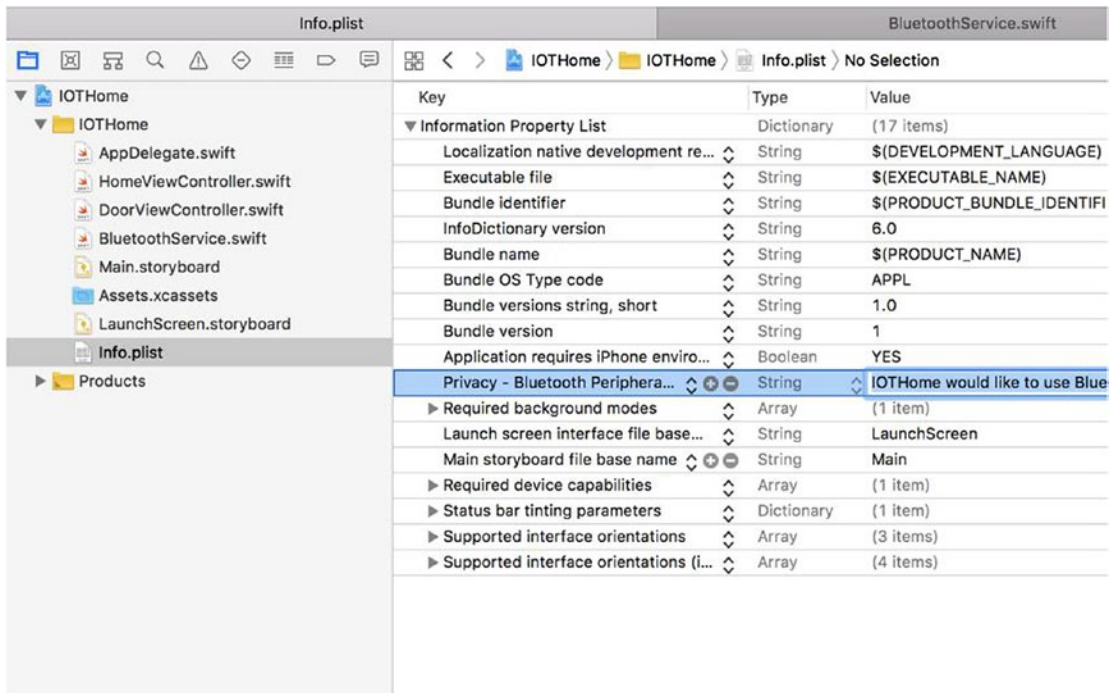 Info.plist BluetoothService.swift
IOTHome IOTHome Info.plist No Selection
IOTHome
IOTHome
AppDelegate.swift
HomeViewController.swift
DoorViewController.swift
BluetoothService.swift
Main.storyboard
Assets.xcassets
LaunchScreen.storyboard
Info.plist
Products
Key Type Value
Information Property List Dictionary (17 items)
Localization native development re... String $(DEVELOPMENT_LANGUAGE)
Executable file String $(EXECUTABLE_NAME)
Bundle identifier String $(PRODUCT_BUNDLE_IDENTIFI
InfoDictionary version String 6.0
Bundle name String $(PRODUCT_NAME)
Bundle OS Type code String APPL
Bundle versions string, short String 1.0
Bundle version String 1
Application requires iPhone enviro... Boolean YES
Privacy - Bluetooth Periphera... String IOTHome would like to use Blue
Required background modes Array (1 item)
Launch screen interface file base... String LaunchScreen
Main storyboard file base name String Main
Required device capabilities Array (1 item)
Status bar tinting parameters Dictionary (1 item)
Supported interface orientations Array (3 items)
Supported interface orientations (i... Array (4 items)